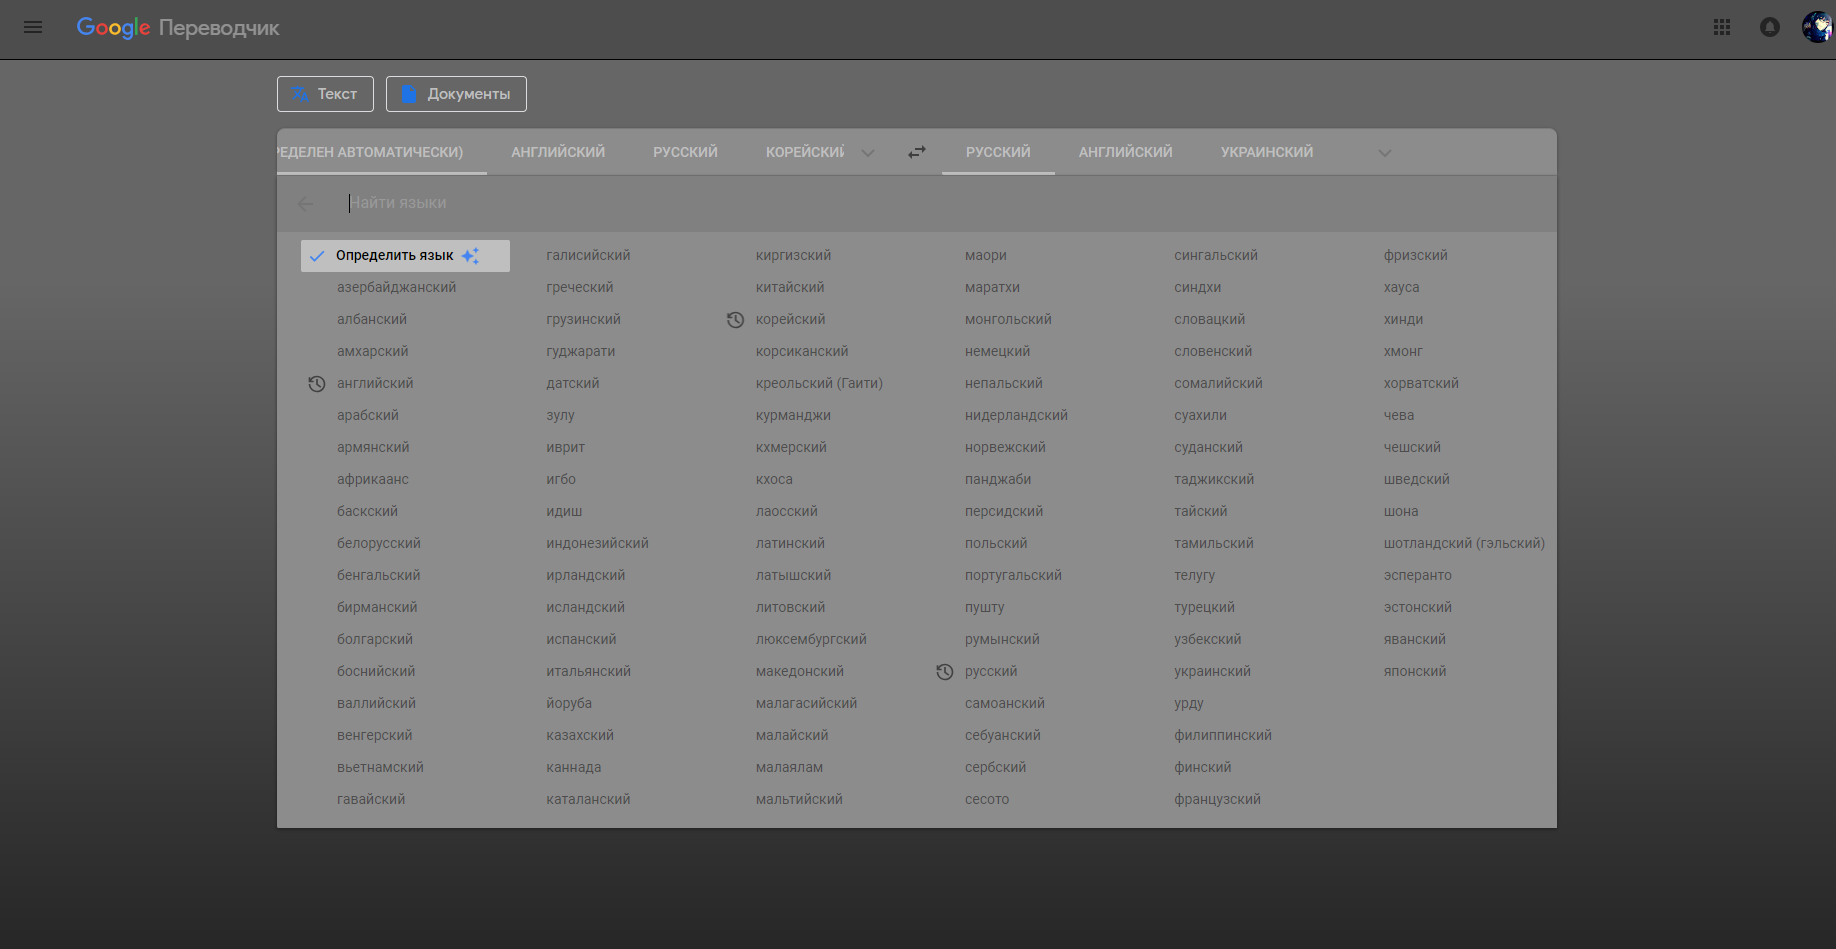 Google Переводчик
Текст
Документы
РЕДЕЛЕН АВТОМАТИЧЕСКИ)
АНГЛИЙСКИЙ
РУССКИЙ
КОРЕЙСКИЙ
РУССКИЙ
АНГЛИЙСКИЙ
УКРАИНСКИЙ
Найти языки
Определить язык
азербайджанский
албанский
амхарский
английский
арабский
армянский
африкаанс
баскский
белорусский
бенгальский
бирманский
болгарский
боснийский
валлийский
венгерский
вьетнамский
гавайский
галисийский
греческий
грузинский
гуджарати
датский
зулу
иврит
игбо
идиш
индонезийский
ирландский
исландский
испанский
итальянский
йоруба
казахский
каннада
каталанский
киргизский
китайский
корейский
корсиканский
креольский (Гаити)
курманджи
кхмерский
кхоса
лаосский
латинский
латышский
литовский
люксембургский
македонский
малагасийский
малайский
малаялам
мальтийский
маори
маратхи
монгольский
немецкий
непальский
нидерландский
норвежский
панджаби
персидский
польский
португальский
пушту
румынский
русский
самоанский
себуанский
сербский
сесото
сингальский
синдхи
словацкий
словенский
сомалийский
суахили
суданский
таджикский
тайский
тамильский
телугу
турецкий
узбекский
украинский
урду
филиппинский
финский
французский
фризский
хауса
хинди
хмонг
хорватский
чева
чешский
шведский
шона
шотландский (гэльский)
эсперанто
эстонский
яванский
японский